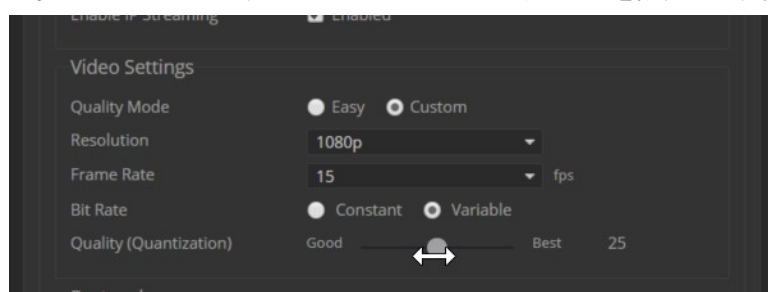 Enable IP Streaming Enabled
Video Settings
Quality Mode Easy Custom
Resolution 1080p
Frame Rate 15 fps
Bit Rate Constant Variable
Quality (Quantization) Good Best 25